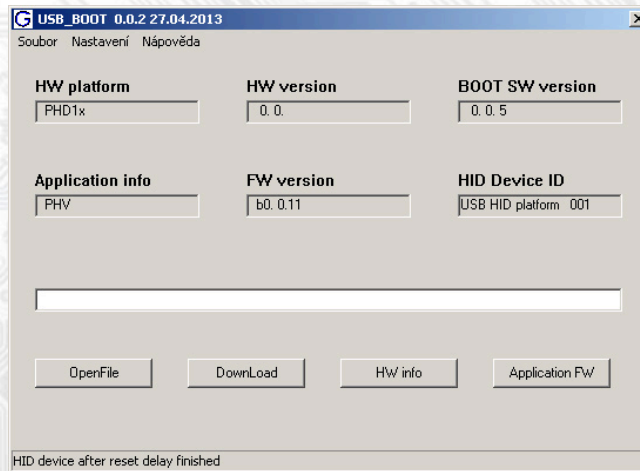 G USB_BOOT 0.0.2 27.04.2013
Soubor Nastavení Nápověda
HW platform HW version BOOT SW version
PHD1x 0. 0. 0. 0. 5
Application info FW version HID Device ID
PHV b0. 0.11 USB HID platform 001
OpenFile DownLoad HW info Application FW
HID device after reset delay finished